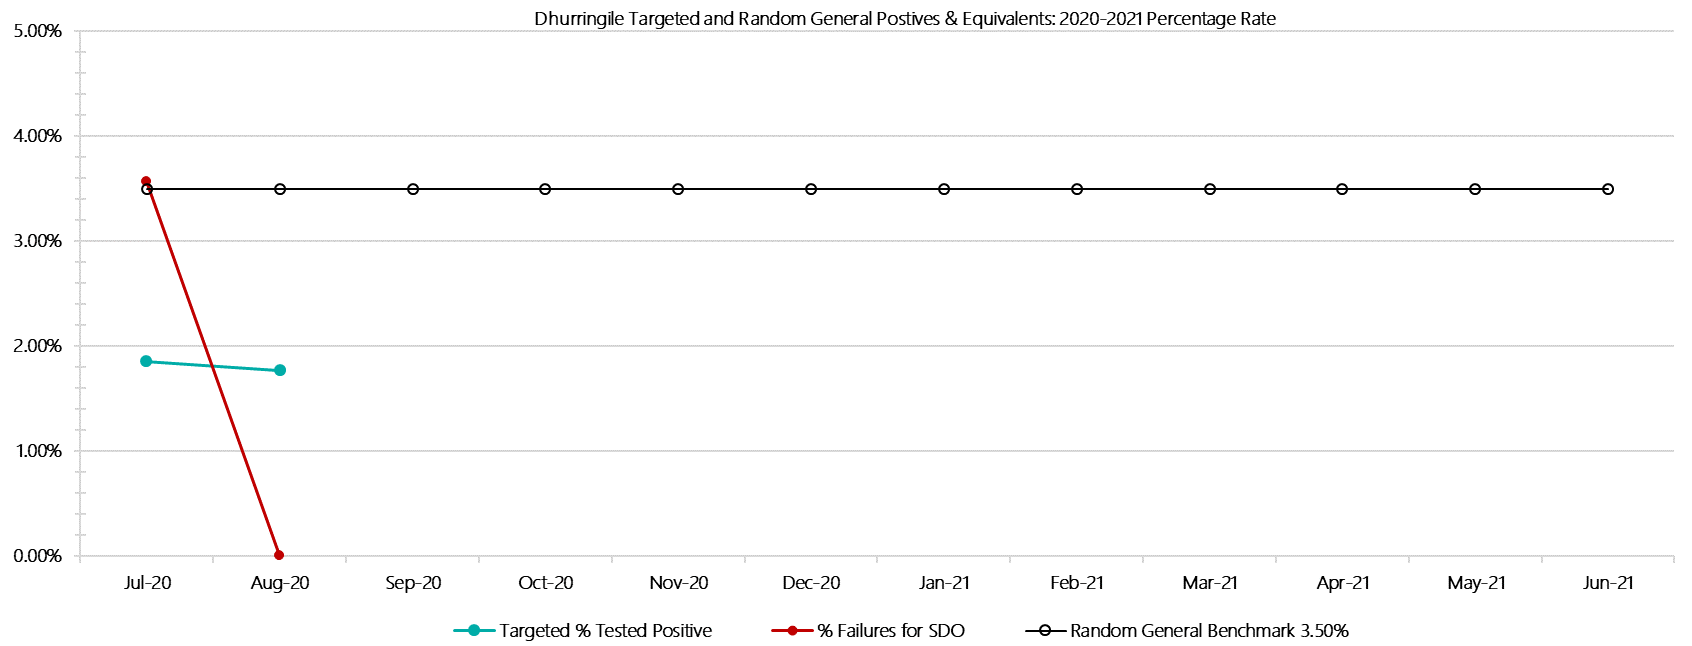 Dhurringile Targeted and Random General Postives & Equivalents: 2020-2021 Percentage Rate
5.00%
4.00%
3.00%
2.00%
1.00%
0.00%
Jul-20 Aug-20 Sep-20 Oct-20 Nov-20 Dec-20 Jan-21 Feb-21 Mar-21 Apr-21 May-21 Jun-21
Targeted % Tested Positive % Failures for SDO Random General Benchmark 3.50%